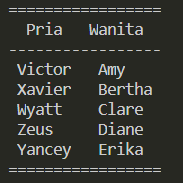 =================
Pria Wanita
-----------------
Victor Amy
Xavier Bertha
Wyatt Clare
Zeus Diane
Yancey Erika
=================